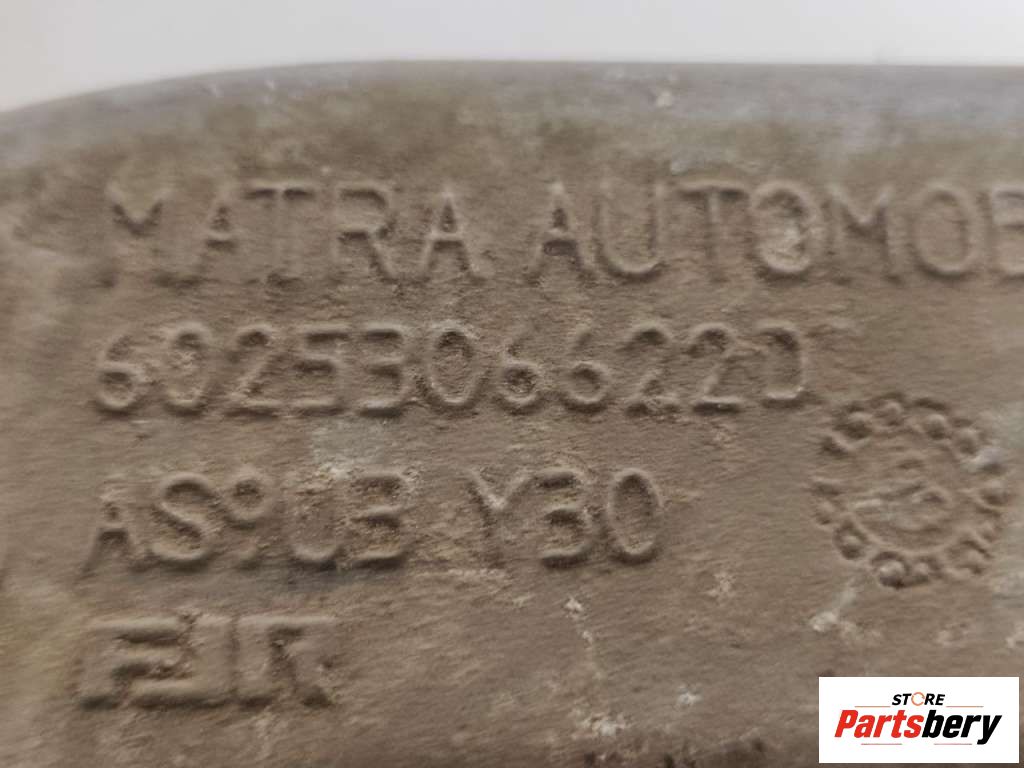 MATRA AUTOMOB
6025306622D
AS°.03 Y30
STORE
Partsbery